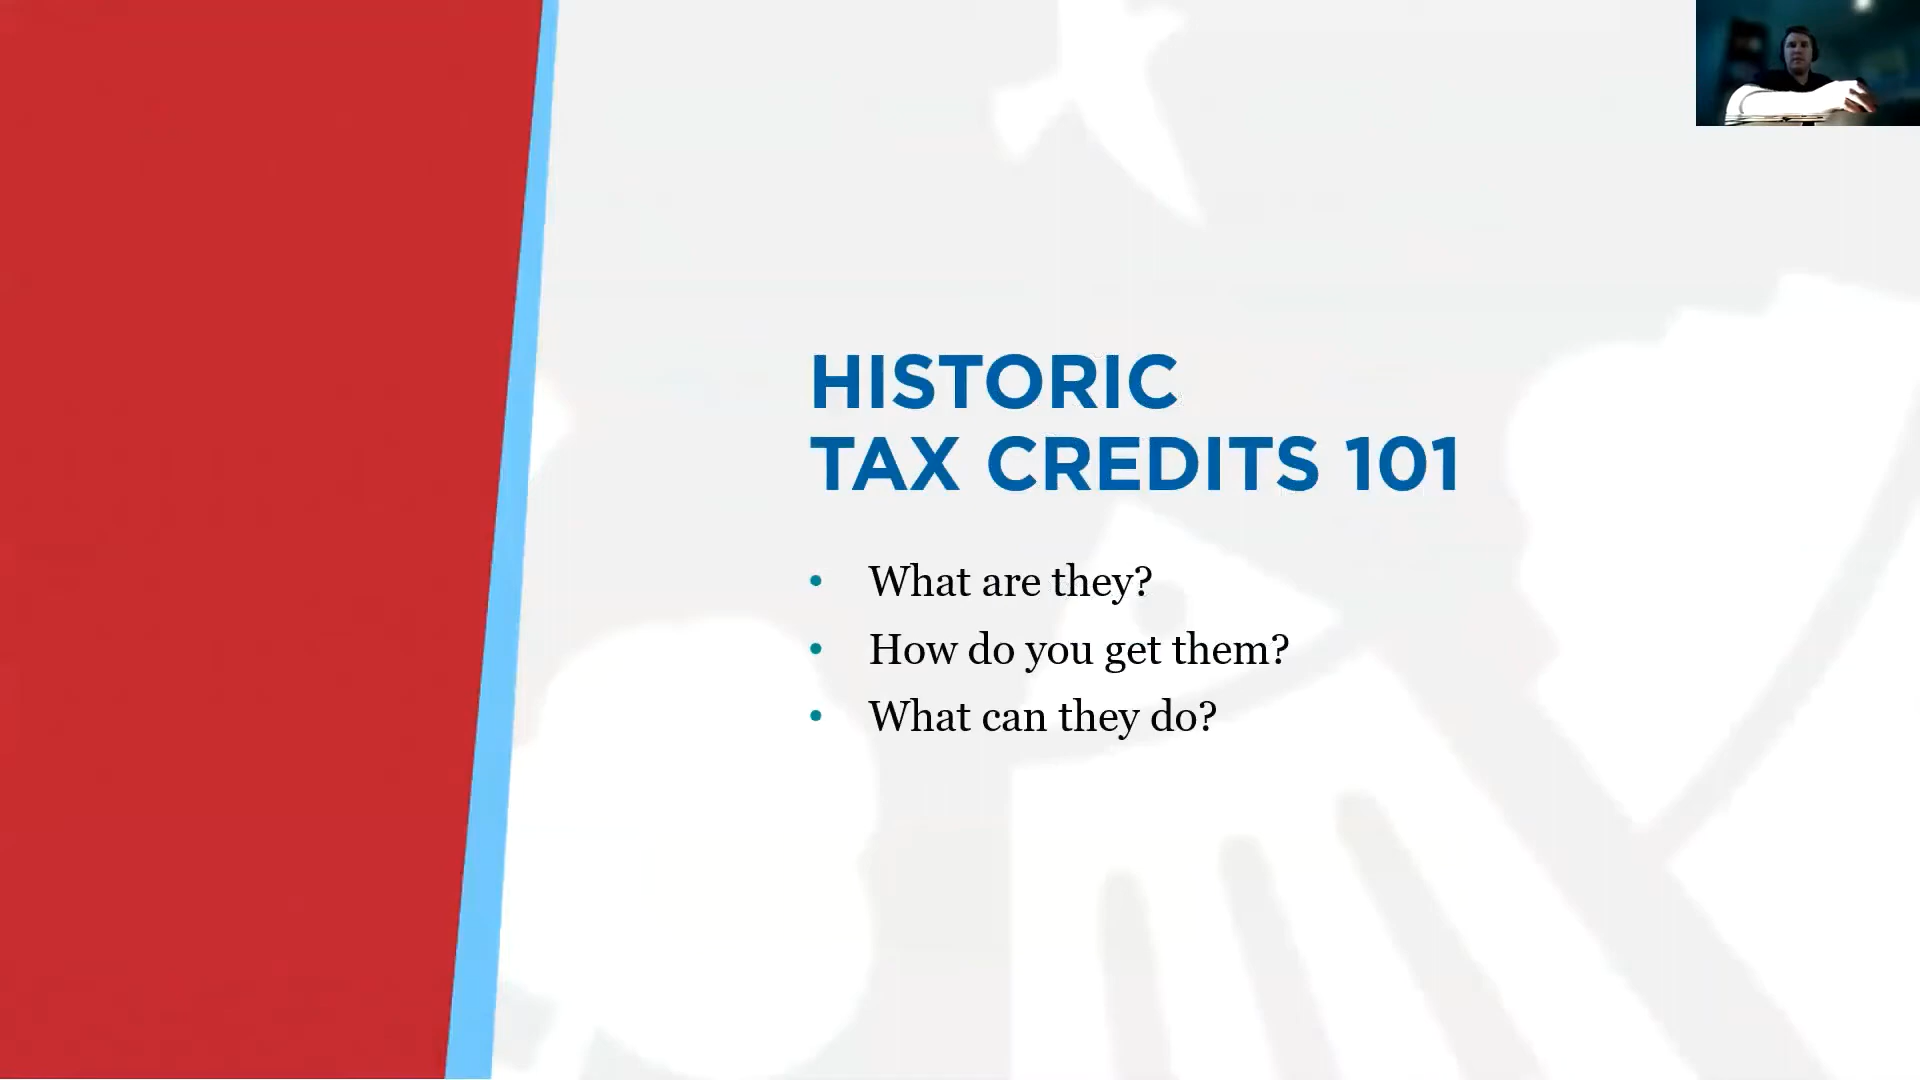 HISTORIC
TAX CREDITS 101
• What are they?
• How do you get them?
• What can they do?